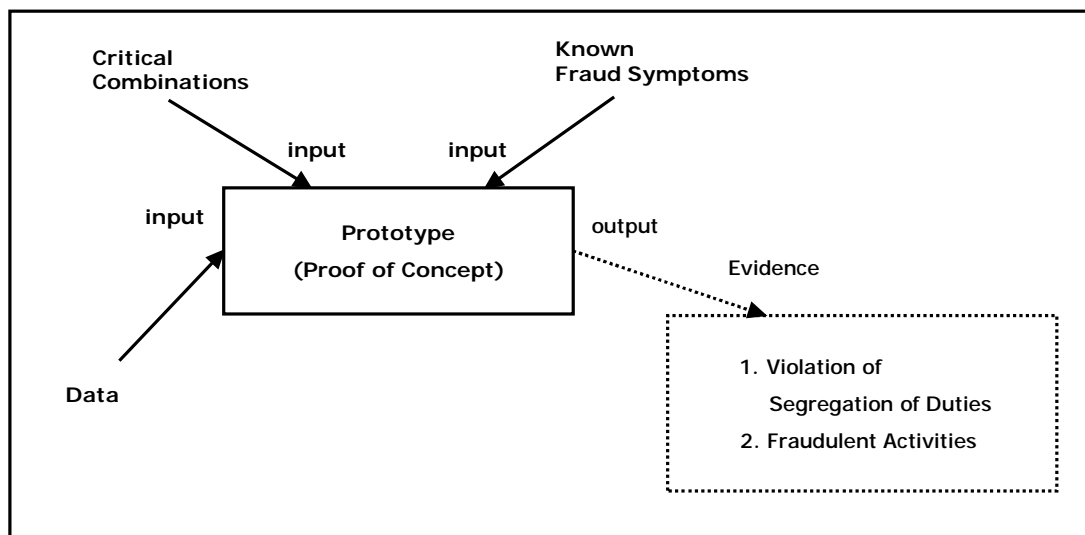 Critical
Combinations
Known
Fraud Symptoms
input
input
input
Prototype
(Proof of Concept)
output
Evidence
Data
1. Violation of
Segregation of Duties
2. Fraudulent Activities